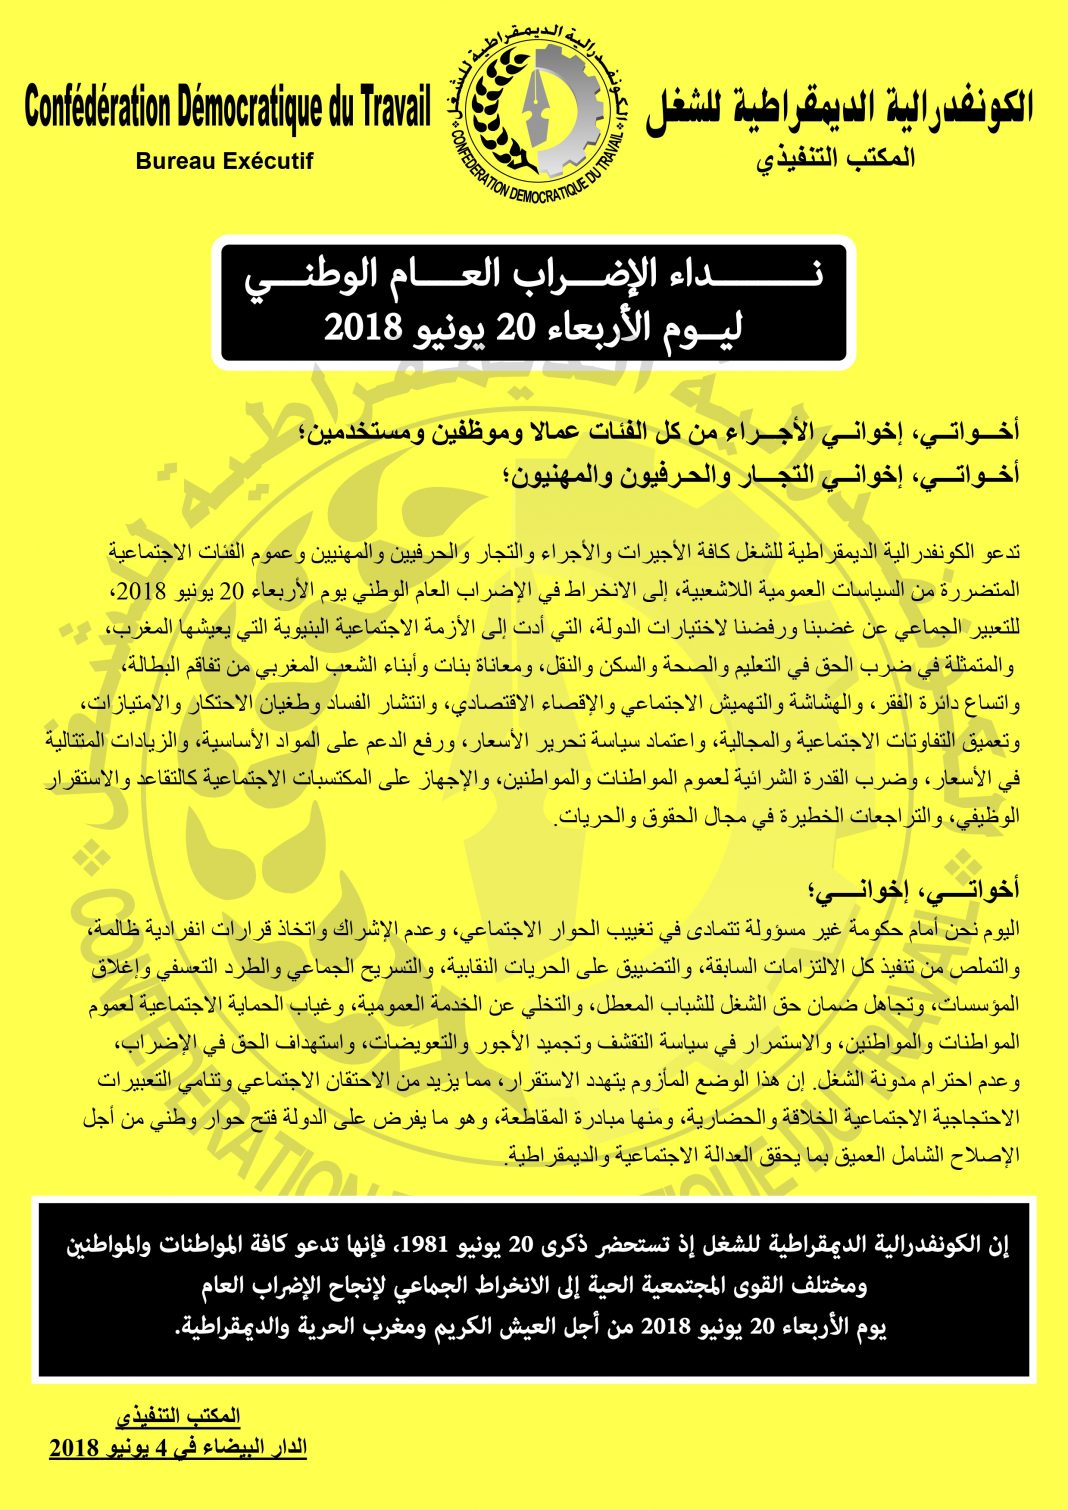 الكونفدرالية الديمقراطية للشغل
المكتب التنفيذي
Confédération Démocratique du Travail
Bureau Exécutif
الكونفدرالية الديمقراطية للشغل
CONFEDERATION DEMOCRATIQUE DU TRAVAIL
نــداء الإضــراب العــام الوطنــي
ليــوم الأربعاء 20 يونيو 2018
أخــواتــي، إخوانــي الأجــراء من كل الفئات عمالا وموظفين ومستخدمين؛
أخــواتــي، إخوانــي التجــار والحـرفيون والمهنيون؛
تدعو الكونفدرالية الديمقراطية للشغل كافة الأجيرات والأجراء والتجار والحرفيين والمهنيين وعموم الفئات الاجتماعية
المتضررة من السياسات العمومية اللاشعبية، إلى الانخراط في الإضراب العام الوطني يوم الأربعاء 20 يونيو 2018،
للتعبير الجماعي عن غضبنا ورفضنا لاختيارات الدولة، التي أدت إلى الأزمة الاجتماعية البنيوية التي يعيشها المغرب،
والمتمثلة في ضرب الحق في التعليم والصحة والسكن والنقل، ومعاناة بنات وأبناء الشعب المغربي من تفاقم البطالة،
واتساع دائرة الفقر، والهشاشة والتهميش الاجتماعي والإقصاء الاقتصادي، وانتشار الفساد وطغيان الاحتكار والامتيازات،
وتعميق التفاوتات الاجتماعية والمجالية، واعتماد سياسة تحرير الأسعار، ورفع الدعم على المواد الأساسية، والزيادات المتتالية
في الأسعار، وضرب القدرة الشرائية لعموم المواطنات والمواطنين، والإجهاز على المكتسبات الاجتماعية كالتقاعد والاستقرار
الوظيفي، والتراجعات الخطيرة في مجال الحقوق والحريات.
أخواتــي، إخوانــي؛
اليوم نحن أمام حكومة غير مسؤولة تتمادى في تغييب الحوار الاجتماعي، وعدم الإشراك واتخاذ قرارات انفرادية ظالمة،
والتملص من تنفيذ كل الالتزامات السابقة، والتضييق على الحريات النقابية، والتسريح الجماعي والطرد التعسفي وإغلاق
المؤسسات، وتجاهل ضمان حق الشغل للشباب المعطل، والتخلي عن الخدمة العمومية، وغياب الحماية الاجتماعية لعموم
المواطنات والمواطنين، والاستمرار في سياسة التقشف وتجميد الأجور والتعويضات، واستهداف الحق في الإضراب،
وعدم احترام مدونة الشغل. إن هذا الوضع المأزوم يتهدد الاستقرار، مما يزيد من الاحتقان الاجتماعي وتنامي التعبيرات
الاحتجاجية الاجتماعية الخلاقة والحضارية، ومنها مبادرة المقاطعة، وهو ما يفرض على الدولة فتح حوار وطني من أجل
الإصلاح الشامل العميق بما يحقق العدالة الاجتماعية والديمقراطية.
إن الكونفدرالية الديمقراطية للشغل إذ تستحضر ذكرى 20 يونيو 1981، فإنها تدعو كافة المواطنات والمواطنين
ومختلف القوى المجتمعية الحية إلى الانخراط الجماعي لإنجاح الإضراب العام
يوم الأربعاء 20 يونيو 2018 من أجل العيش الكريم ومغرب الحرية والديمقراطية.
المكتب التنفيذي
الدار البيضاء في 4 يونيو 2018